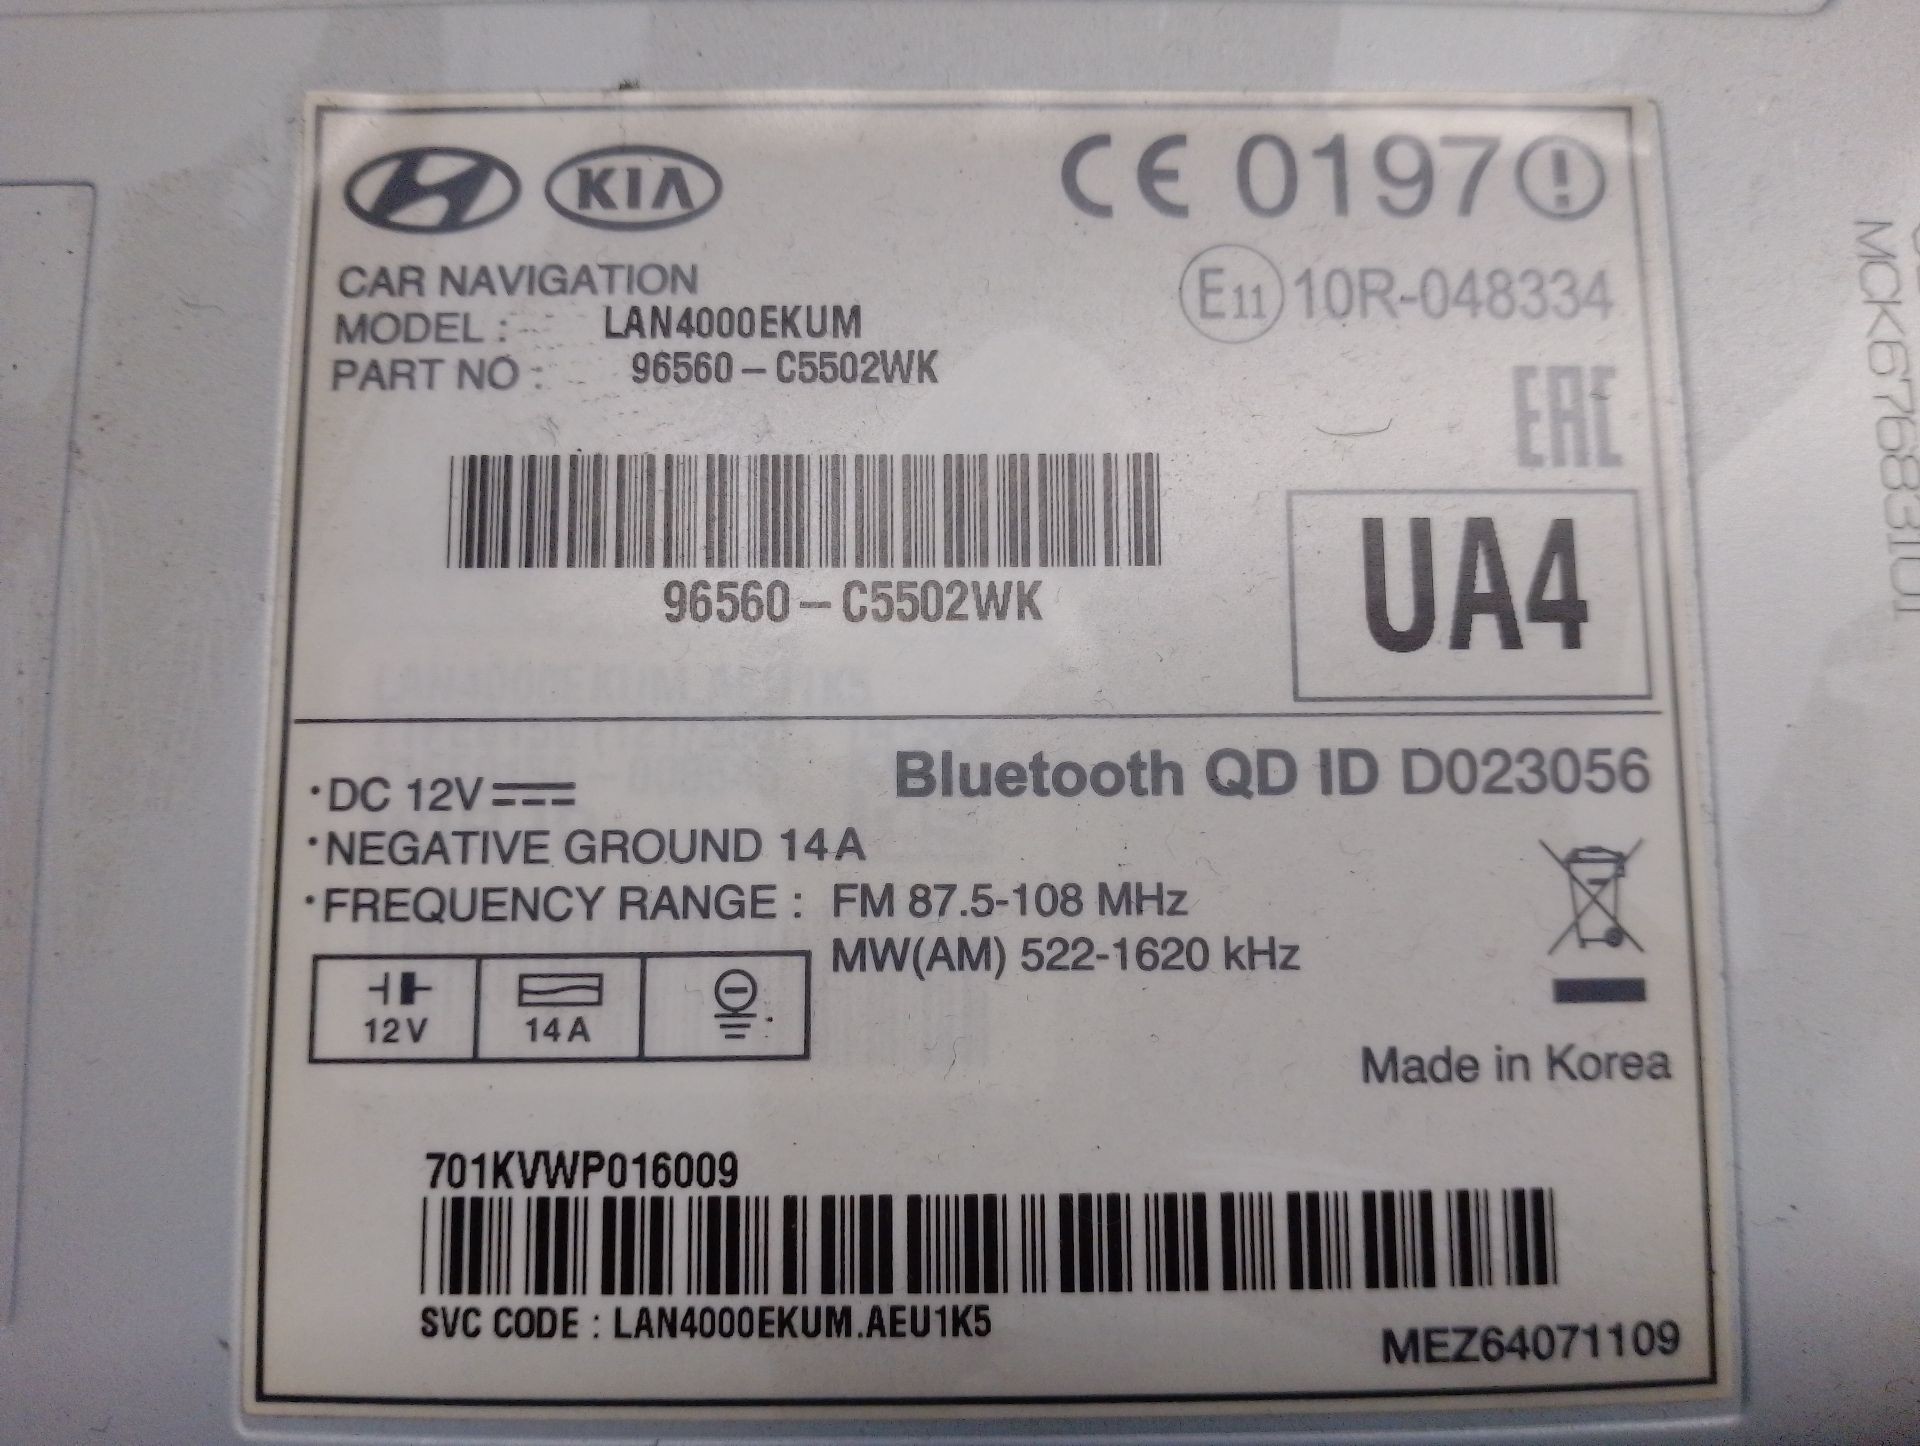 KIA
CE 0197
CAR NAVIGATION
MODEL : LAN4000EKUM
PART NO : 96560-C5502WK
E11 10R-048334
EAC
96560-C5502WK
UA4
Bluetooth QD ID D023056
·DC 12V
·NEGATIVE GROUND 14A
·FREQUENCY RANGE : FM 87.5-108 MHz
MW(AM) 522-1620 kHz
12V
14A
Made in Korea
701KVWP016009
SVC CODE : LAN4000EKUM.AEU1K5
MEZ64071109
MCK67683101